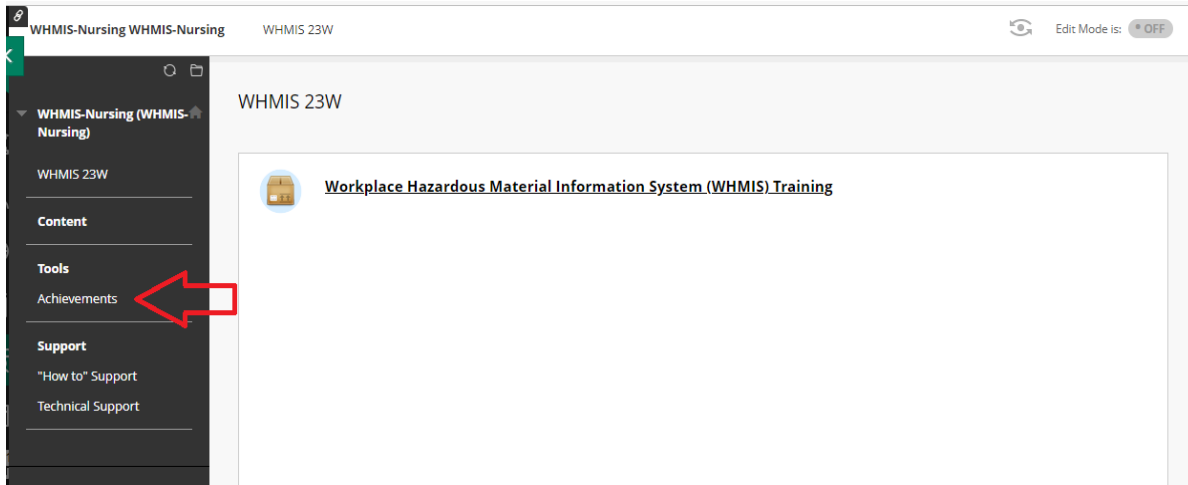 WHMIS-Nursing WHMIS-Nursing WHMIS 23W Edit Mode is: OFF
WHMIS-Nursing (WHMIS-
Nursing)
WHMIS 23W
Content
Tools
Achievements
Support
"How to" Support
Technical Support
WHMIS 23W
Workplace Hazardous Material Information System (WHMIS) Training